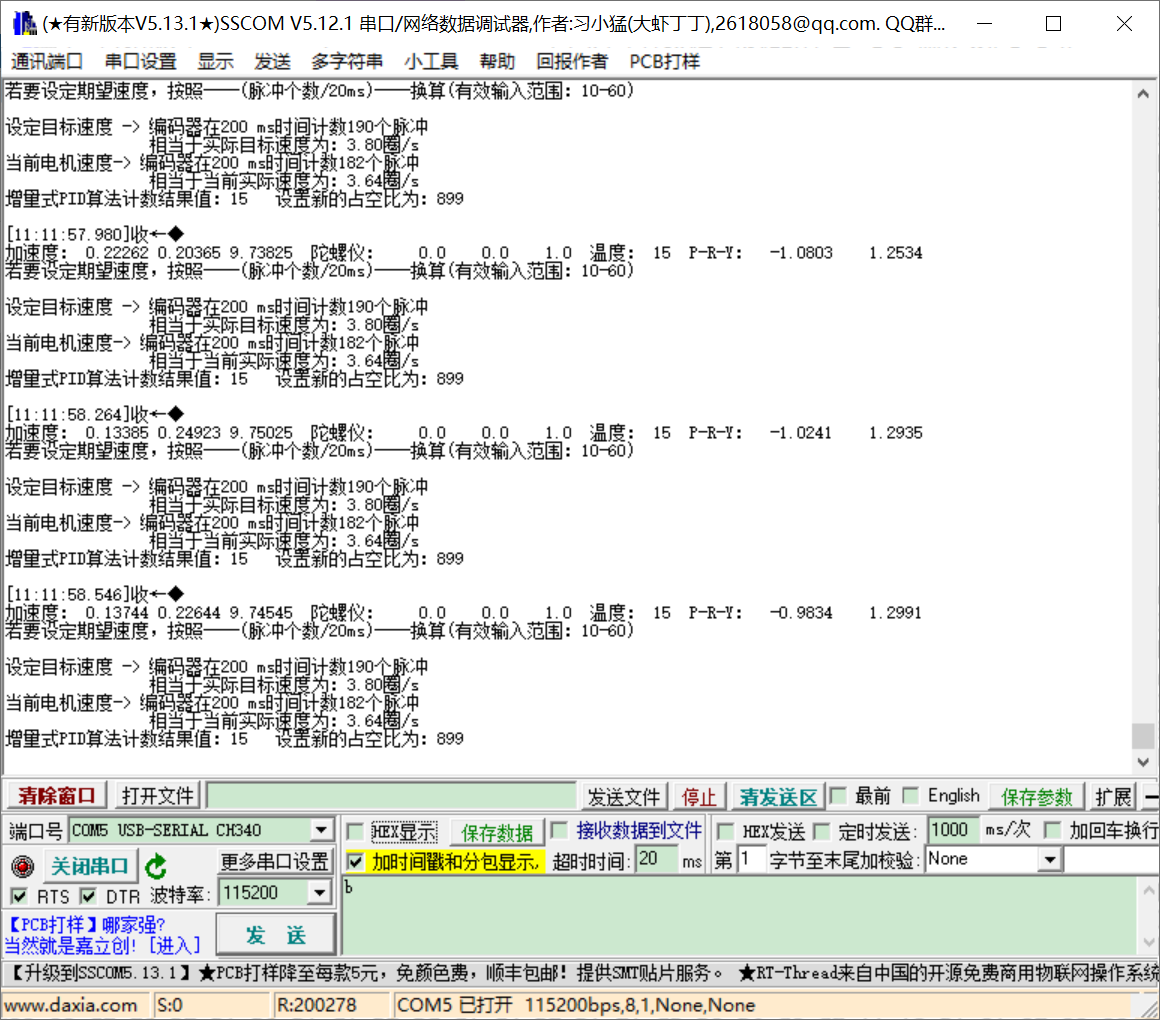 (★有新版本V5.13.1★)SSCOM V5.12.1 串口/网络数据调试器,作者:习小猛(大虾丁丁),2618058@qq.com. QQ群...
通讯端口 串口设置 显示 发送 多字符串 小工具 帮助 回报作者 PCB打样
若要设定期望速度，按照——(脉冲个数/20ms)——换算(有效输入范围：10-60)
设定目标速度 -> 编码器在200 ms时间计数190个脉冲
相当于实际目标速度为：3.80圈/s
当前电机速度-> 编码器在200 ms时间计数182个脉冲
相当于当前实际速度为：3.64圈/s
增量式PID算法计数结果值：15 设置新的占空比为：899
[11:11:57.980]收←◆
加速度： 0.22262 0.20365 9.73825 陀螺仪： 0.0 0.0 1.0 温度： 15 P-R-Y： -1.0803 1.2534
若要设定期望速度，按照——(脉冲个数/20ms)——换算(有效输入范围：10-60)
设定目标速度 -> 编码器在200 ms时间计数190个脉冲
相当于实际目标速度为：3.80圈/s
当前电机速度-> 编码器在200 ms时间计数182个脉冲
相当于当前实际速度为：3.64圈/s
增量式PID算法计数结果值：15 设置新的占空比为：899
[11:11:58.264]收←◆
加速度： 0.13385 0.24923 9.75025 陀螺仪： 0.0 0.0 1.0 温度： 15 P-R-Y： -1.0241 1.2935
若要设定期望速度，按照——(脉冲个数/20ms)——换算(有效输入范围：10-60)
设定目标速度 -> 编码器在200 ms时间计数190个脉冲
相当于实际目标速度为：3.80圈/s
当前电机速度-> 编码器在200 ms时间计数182个脉冲
相当于当前实际速度为：3.64圈/s
增量式PID算法计数结果值：15 设置新的占空比为：899
[11:11:58.546]收←◆
加速度： 0.13744 0.22644 9.74545 陀螺仪： 0.0 0.0 1.0 温度： 15 P-R-Y： -0.9834 1.2991
若要设定期望速度，按照——(脉冲个数/20ms)——换算(有效输入范围：10-60)
设定目标速度 -> 编码器在200 ms时间计数190个脉冲
相当于实际目标速度为：3.80圈/s
当前电机速度-> 编码器在200 ms时间计数182个脉冲
相当于当前实际速度为：3.64圈/s
增量式PID算法计数结果值：15 设置新的占空比为：899
清除窗口 打开文件 发送文件 停止 清发送区 最前 English 保存参数 扩展 —
端口号 COM5 USB-SERIAL CH340 HEX显示 保存数据 接收数据到文件 HEX发送 定时发送: 1000 ms/次 加回车换行
关闭串口 更多串口设置 加时间戳和分包显示, 超时时间: 20 ms 第 1 字节至末尾加校验: None
RTS DTR 波特率: 115200 b
【PCB打样】哪家强?
当然就是嘉立创! [进入] 发 送
【升级到SSCOM5.13.1】★PCB打样降至每款5元，免颜色费，顺丰包邮！提供SMT贴片服务。 ★RT-Thread来自中国的开源免费商用物联网操作系统
www.daxia.com S:0 R:200278 COM5 已打开 115200bps,8,1,None,None